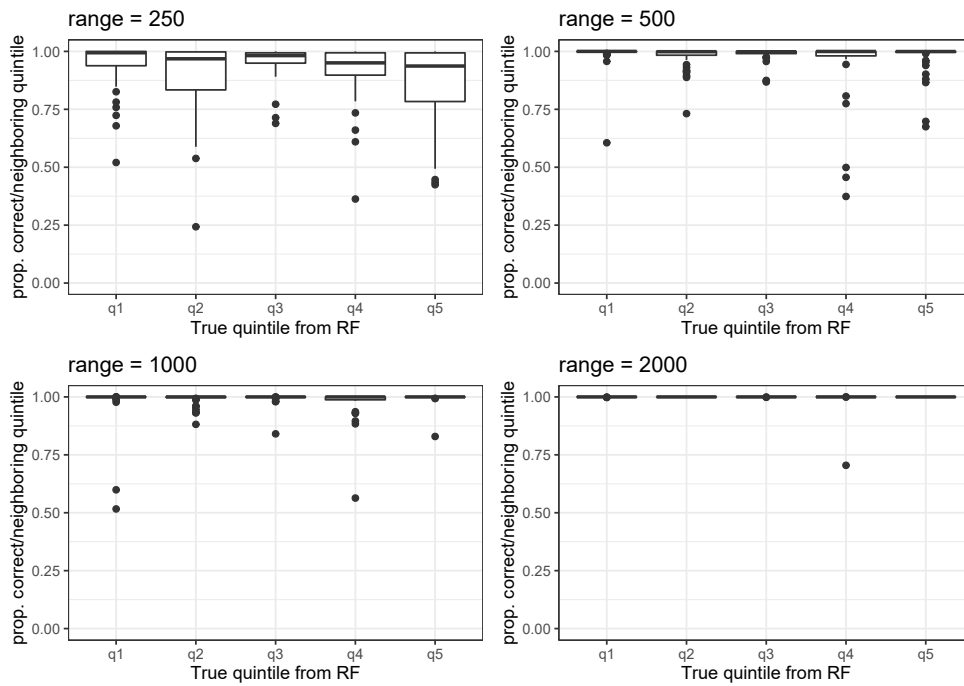 range = 250
prop. correct/neighboring quintile
1.00
0.75
0.50
0.25
0.00
q1 q2 q3 q4 q5
True quintile from RF
range = 500
prop. correct/neighboring quintile
1.00
0.75
0.50
0.25
0.00
q1 q2 q3 q4 q5
True quintile from RF
range = 1000
prop. correct/neighboring quintile
1.00
0.75
0.50
0.25
0.00
q1 q2 q3 q4 q5
True quintile from RF
range = 2000
prop. correct/neighboring quintile
1.00
0.75
0.50
0.25
0.00
q1 q2 q3 q4 q5
True quintile from RF